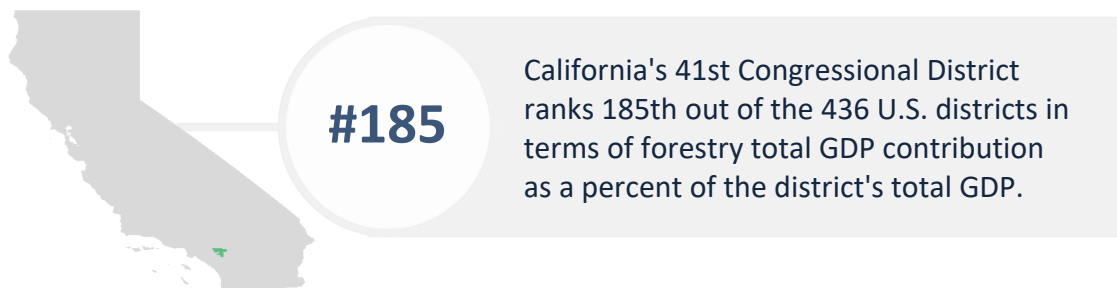 #185
California's 41st Congressional District
ranks 185th out of the 436 U.S. districts in
terms of forestry total GDP contribution
as a percent of the district's total GDP.